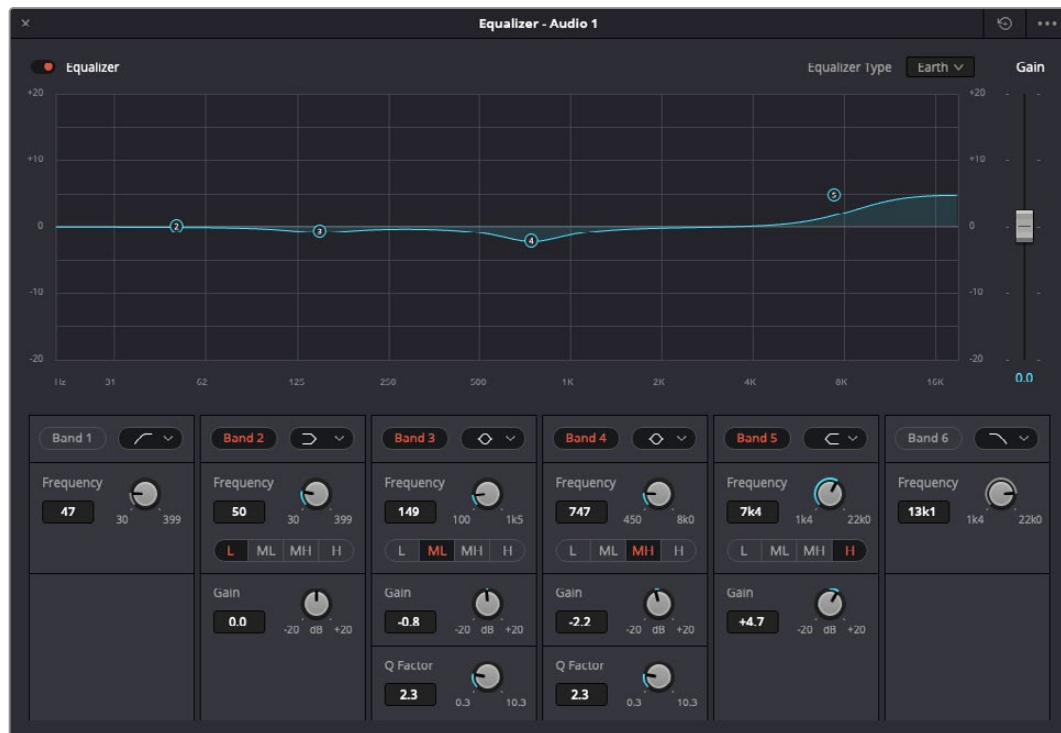 Equalizer - Audio 1
Equalizer
Equalizer Type Earth Gain
+20 +20
+10 +10
0 0
-10 -10
-20 -20
Hz 31 62 125 250 500 1K 2K 4K 8K 16K 0.0
2 3 4 5
Band 1 Band 2 Band 3 Band 4 Band 5 Band 6
Frequency Frequency Frequency Frequency Frequency Frequency
47 50 149 747 7k4 13k1
30 399 30 399 100 1k5 450 8k0 1k4 22k0 1k4 22k0
L ML MH H L ML MH H L ML MH H L ML MH H
Gain Gain Gain Gain
0.0 -0.8 -2.2 +4.7
-20 dB +20 -20 dB +20 -20 dB +20 -20 dB +20
Q Factor Q Factor
2.3 2.3
0.3 10.3 0.3 10.3